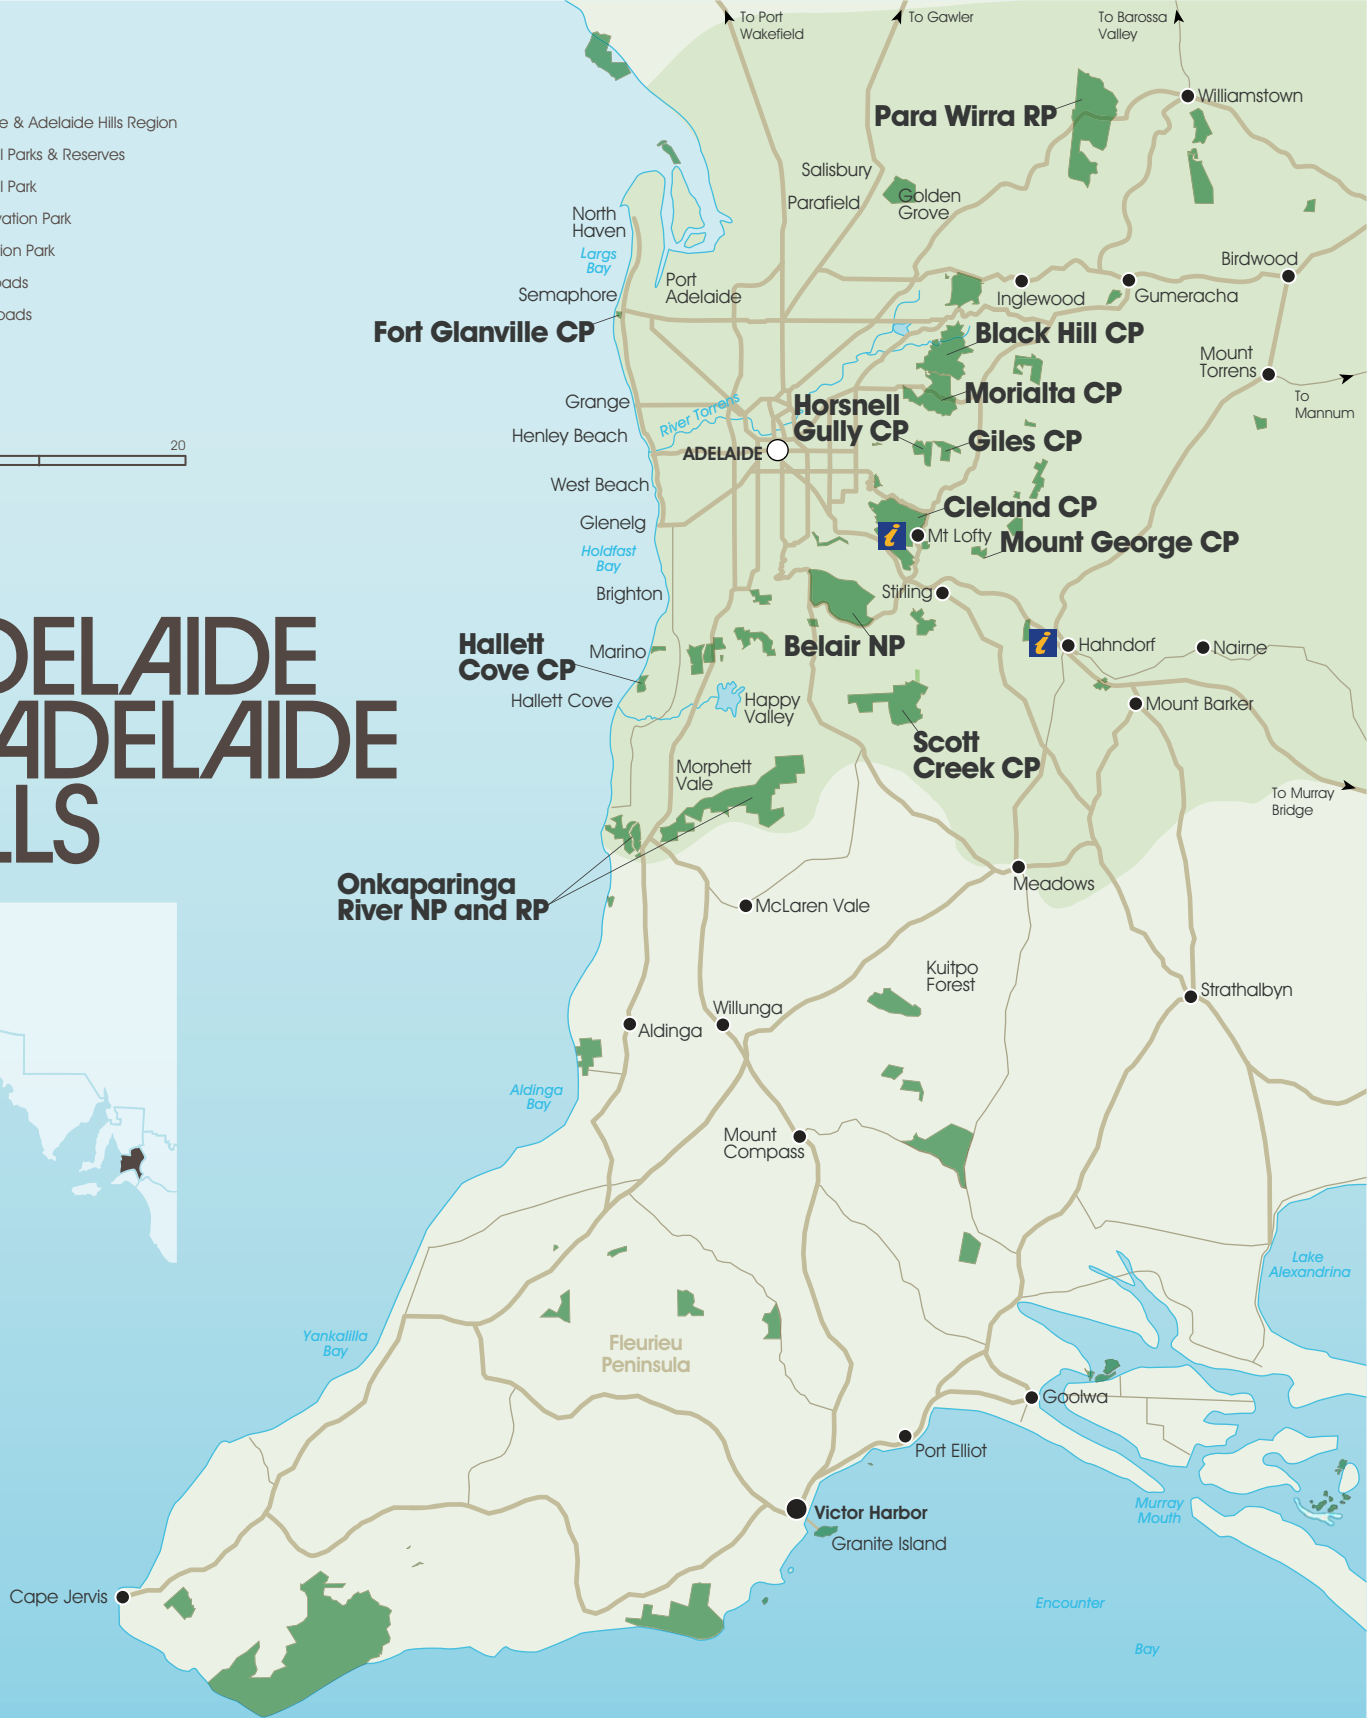 To Port
Wakefield
To Gawler
To Barossa
Valley
Williamstown
Para Wirra RP
e & Adelaide Hills Region
l Parks & Reserves
l Park
vation Park
ion Park
oads
oads
20
Salisbury
Parafield
Golden
Grove
North
Haven
Largs
Bay
Port
Adelaide
Semaphore
Fort Glanville CP
Birdwood
Inglewood
Gumeracha
Black Hill CP
Mount
Torrens
To
Mannum
Morialta CP
Grange
River Torrens
Horsnell
Gully CP
Henley Beach
ADELAIDE
Giles CP
West Beach
Cleland CP
Glenelg
Mt Lofty
Mount George CP
Holdfast
Bay
Brighton
Stirling
i
i
Hahndorf
Nairne
Hallett
Cove CP
Marino
Belair NP
Hallett Cove
Happy
Valley
Mount Barker
DELAIDE
ADELAIDE
LLS
Scott
Creek CP
Morphett
Vale
To Murray
Bridge
Onkaparinga
River NP and RP
Meadows
McLaren Vale
Kuitpo
Forest
Strathalbyn
Willunga
Aldinga
Aldinga
Bay
Mount
Compass
Lake
Alexandrina
Yankalilla
Bay
Fleurieu
Peninsula
Goolwa
Port Elliot
Murray
Mouth
Victor Harbor
Granite Island
Cape Jervis
Encounter
Bay